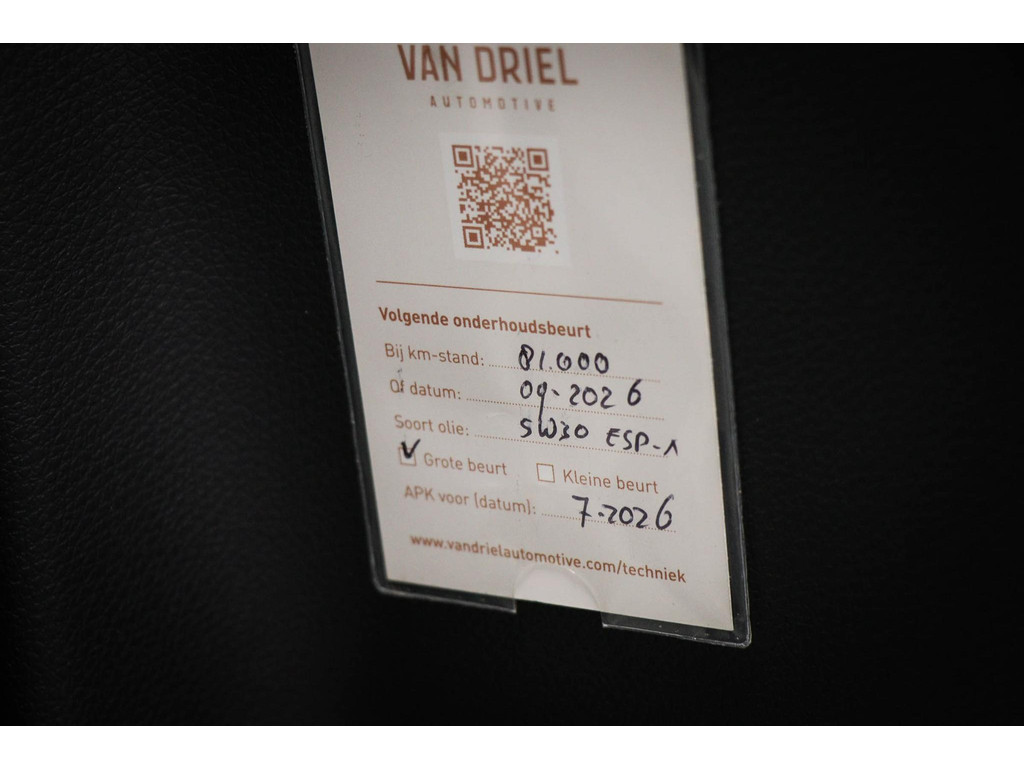 VAN DRIEL
AUTOMOTIVE
Volgende onderhoudsbeurt
Bij km-stand: 81.000
Of datum: 09-2026
Soort olie: 5W30 ESP-1
Grote beurt Kleine beurt
APK voor (datum): 7-2026
www.vandrielautomotive.com/techniek